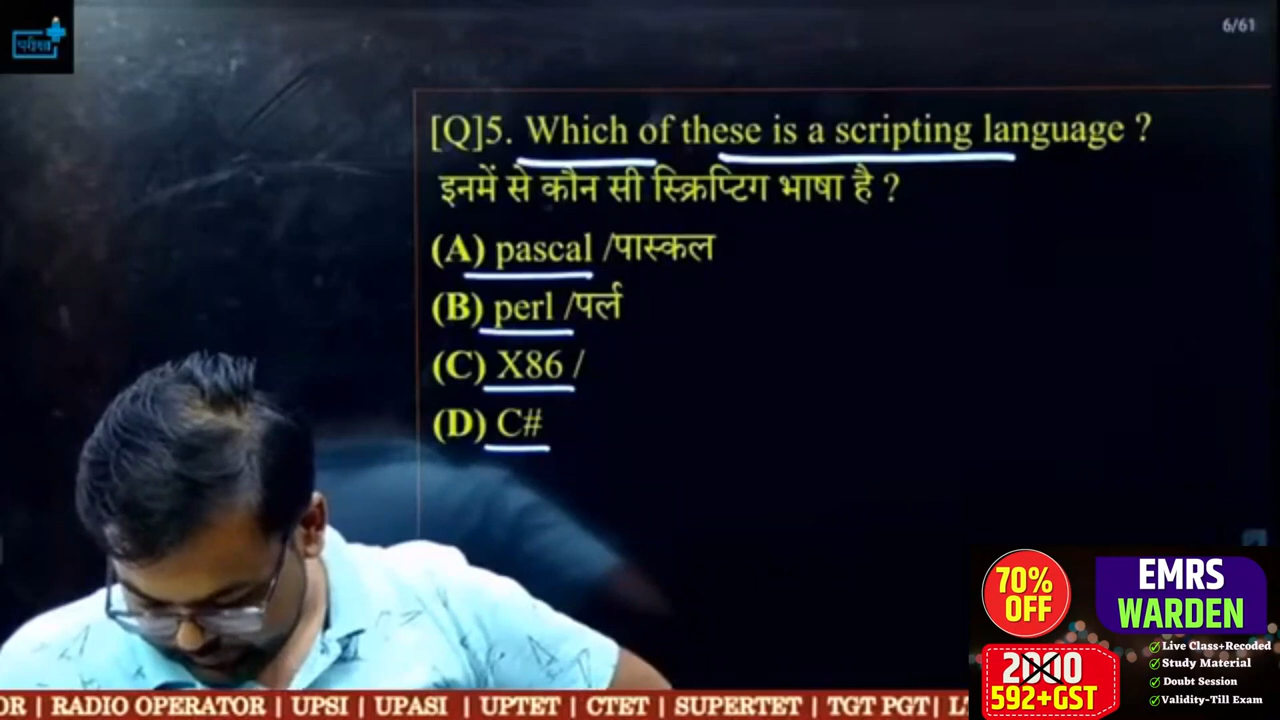 परीक्षा
6/61
[Q]5. Which of these is a scripting language ?
इनमें से कौन सी स्क्रिप्टिग भाषा है ?
(A) pascal /पास्कल
(B) perl /पर्ल
(C) X86 /
(D) C#
70%
OFF
EMRS
WARDEN
2000
592+GST
Live Class+Recoded
Study Material
Doubt Session
Validity-Till Exam
OR | RADIO OPERATOR | UPSI | UPASI | UPTET | CTET | SUPERTET | TGT PGT | LT